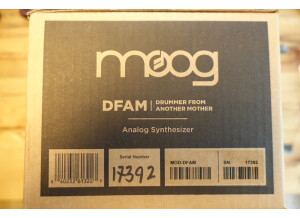 moog
DFAM | DRUMMER FROM
ANOTHER MOTHER
Analog Synthesizer
Serial Number
17392
MOD-DFAM
SN: 17392